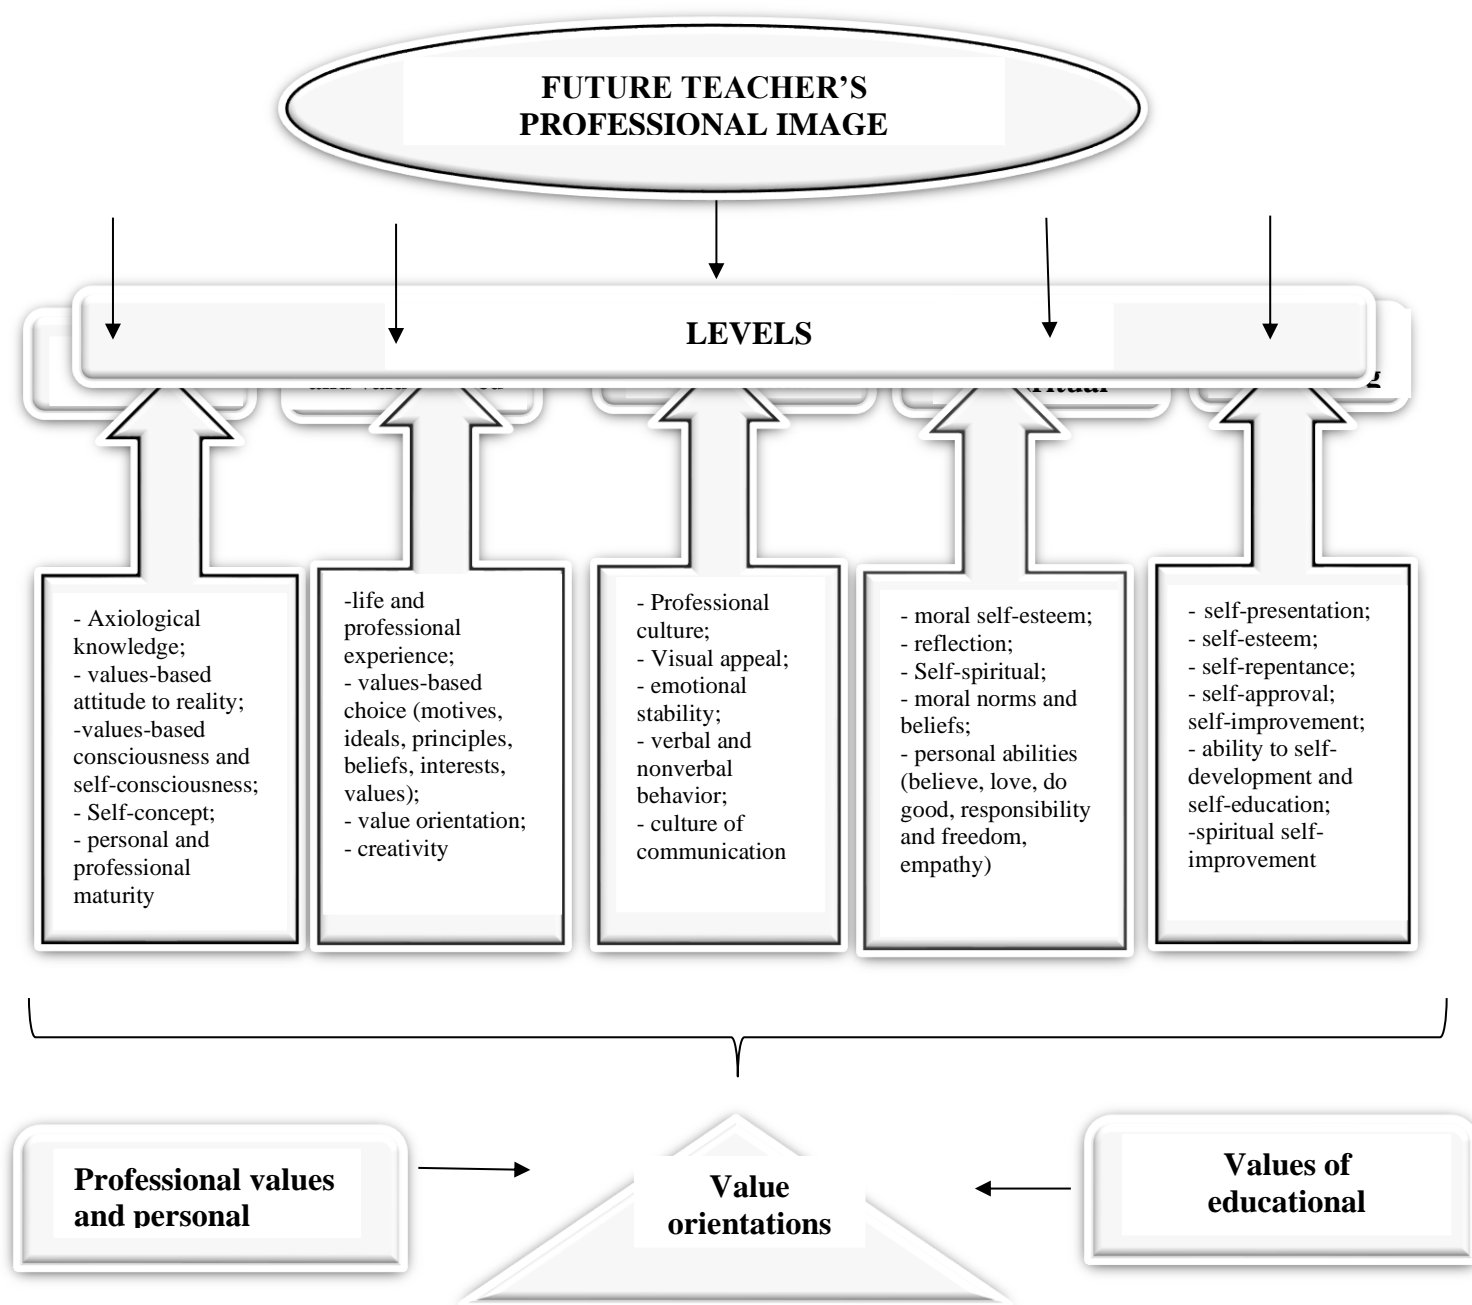 FUTURE TEACHER'S
PROFESSIONAL IMAGE
LEVELS
- Axiological
knowledge;
- values-based
attitude to reality;
-values-based
consciousness and
self-consciousness;
- Self-concept;
- personal and
professional
maturity
-life and
professional
experience;
- values-based
choice (motives,
ideals, principles,
beliefs, interests,
values);
- value orientation;
- creativity
- Professional
culture;
- Visual appeal;
- emotional
stability;
- verbal and
nonverbal
behavior;
- culture of
communication
- moral self-esteem;
- reflection;
- Self-spiritual;
- moral norms and
beliefs;
- personal abilities
(believe, love, do
good, responsibility
and freedom,
empathy)
- self-presentation;
- self-esteem;
- self-repentance;
- self-approval;
self-improvement;
- ability to self-
development and
self-education;
-spiritual self-
improvement
Professional values
and personal
Value
orientations
Values of
educational